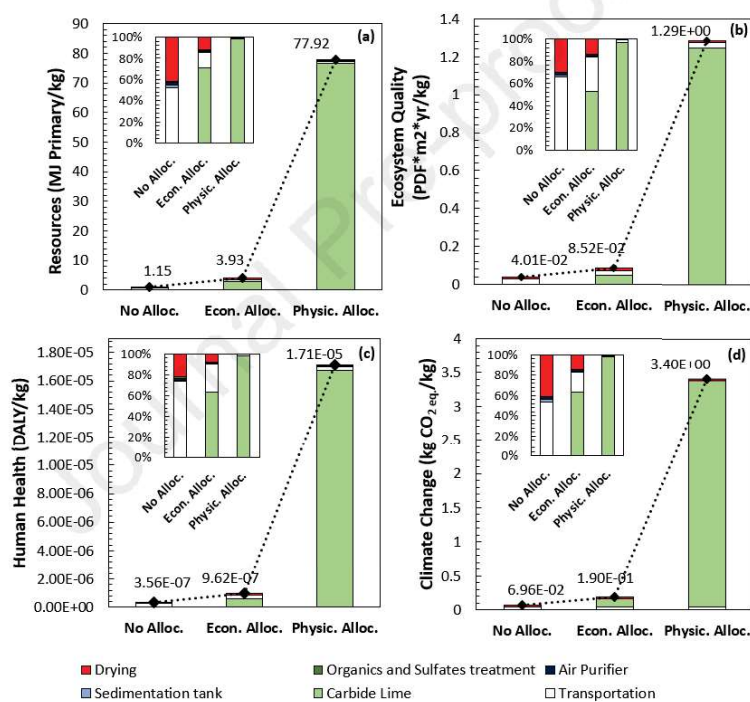 (a)
Resources (MJ Primary/kg)
90
80
70
60
50
40
30
20
10
0
77.92
3.93
1.15
No Alloc. Econ. Alloc. Physic. Alloc.
100%
80%
60%
40%
20%
0%
No Alloc.
Econ. Alloc.
Physic. Alloc.
(b)
Ecosystem Quality
(PDF*m2*yr/kg)
1.4
1.2
1
0.8
0.6
0.4
0.2
0
1.29E+00
8.52E-02
4.01E-02
No Alloc. Econ. Alloc. Physic. Alloc.
100%
80%
60%
40%
20%
0%
No Alloc.
Econ. Alloc.
Physic. Alloc.
(c)
Human Health (DALY/kg)
1.80E-05
1.60E-05
1.40E-05
1.20E-05
1.00E-05
8.00E-06
6.00E-06
4.00E-06
2.00E-06
0.00E+00
1.71E-05
9.62E-07
3.56E-07
No Alloc. Econ. Alloc. Physic. Alloc.
100%
80%
60%
40%
20%
0%
No Alloc.
Econ. Alloc.
Physic. Alloc.
(d)
Climate Change (kg CO2 eq./kg)
4
3.5
3
2.5
2
1.5
1
0.5
0
3.40E+00
1.90E-01
6.96E-02
No Alloc. Econ. Alloc. Physic. Alloc.
100%
80%
60%
40%
20%
0%
No Alloc.
Econ. Alloc.
Physic. Alloc.
Drying Organics and Sulfates treatment Air Purifier
Sedimentation tank Carbide Lime Transportation
Journal Pre-proo